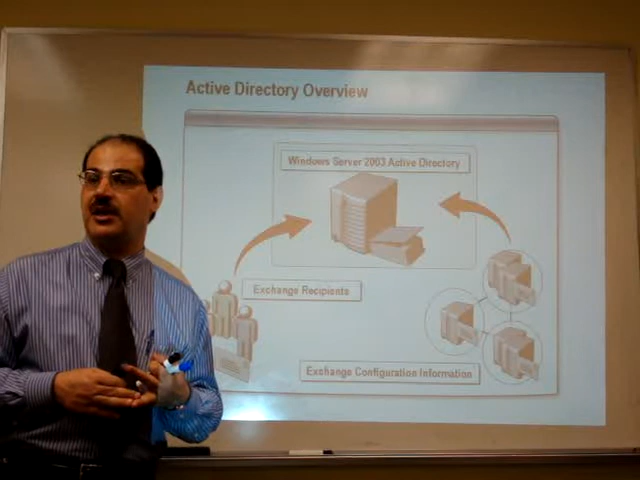 Active Directory Overview
Windows Server 2003 Active Directory
Exchange Recipients
Exchange Configuration Information